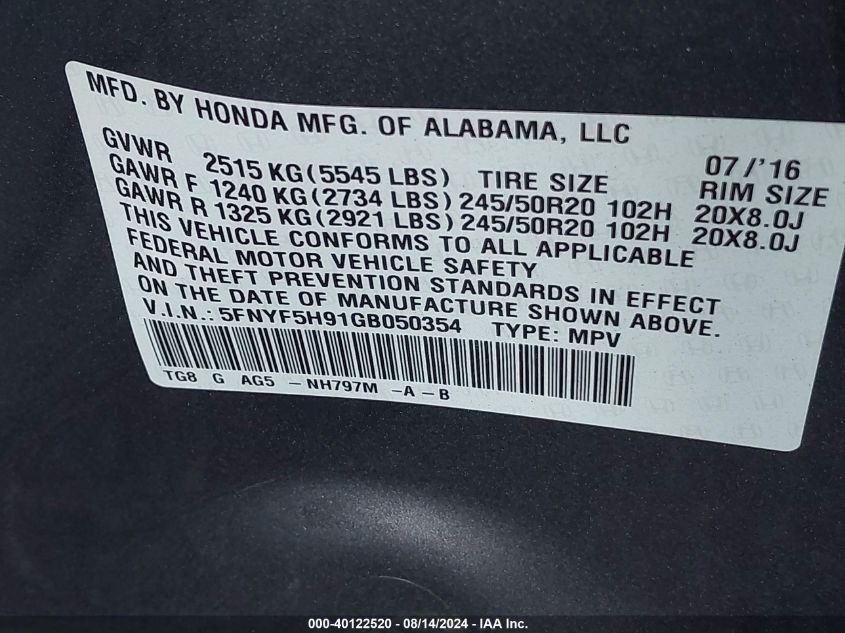 MFD. BY HONDA MFG. OF ALABAMA, LLC
07/'16
GVWR 2515 KG(5545 LBS) TIRE SIZE RIM SIZE
GAWR F 1240 KG(2734 LBS) 245/50R20 102H 20X8.0J
GAWR R 1325 KG(2921 LBS) 245/50R20 102H 20X8.0J
THIS VEHICLE CONFORMS TO ALL APPLICABLE
FEDERAL MOTOR VEHICLE SAFETY
AND THEFT PREVENTION STANDARDS IN EFFECT
ON THE DATE OF MANUFACTURE SHOWN ABOVE.
V.I.N.: 5FNYF5H91GB050354 TYPE: MPV
TG8 G AG5 -NH797M -A-B
000-40122520 - 08/14/2024 - IAA Inc.